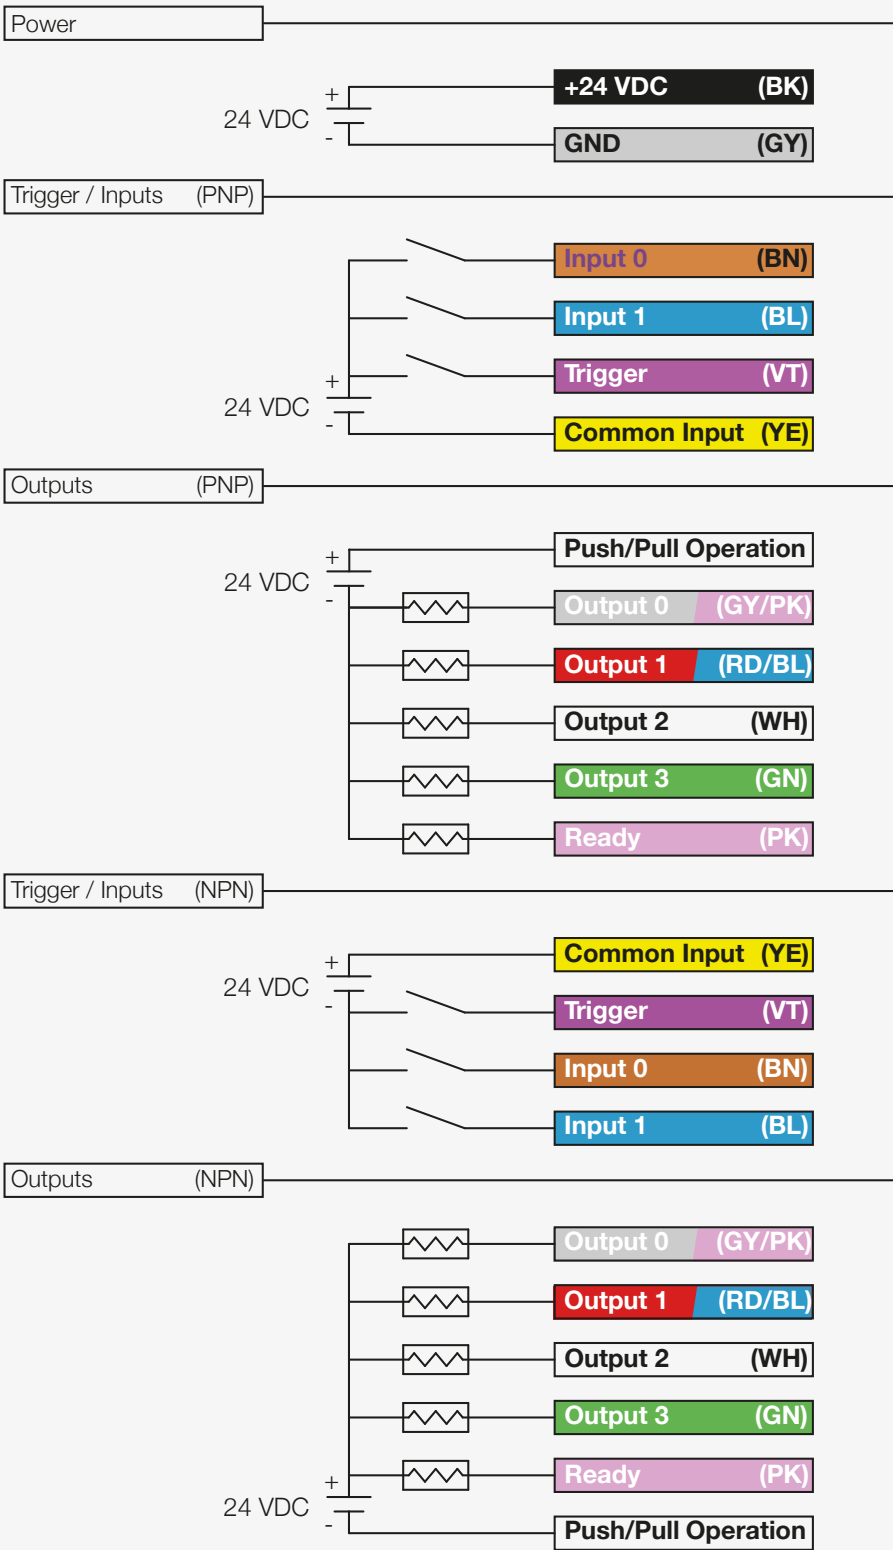 Power
+
24 VDC
-
+24 VDC (BK)
GND (GY)
Trigger / Inputs (PNP)
Input 0 (BN)
Input 1 (BL)
Trigger (VT)
+
24 VDC
-
Common Input (YE)
Outputs (PNP)
Push/Pull Operation
+
24 VDC
-
Output 0 (GY/PK)
Output 1 (RD/BL)
Output 2 (WH)
Output 3 (GN)
Ready (PK)
Trigger / Inputs (NPN)
Common Input (YE)
+
24 VDC
-
Trigger (VT)
Input 0 (BN)
Input 1 (BL)
Outputs (NPN)
Output 0 (GY/PK)
Output 1 (RD/BL)
Output 2 (WH)
Output 3 (GN)
Ready (PK)
+
24 VDC
-
Push/Pull Operation